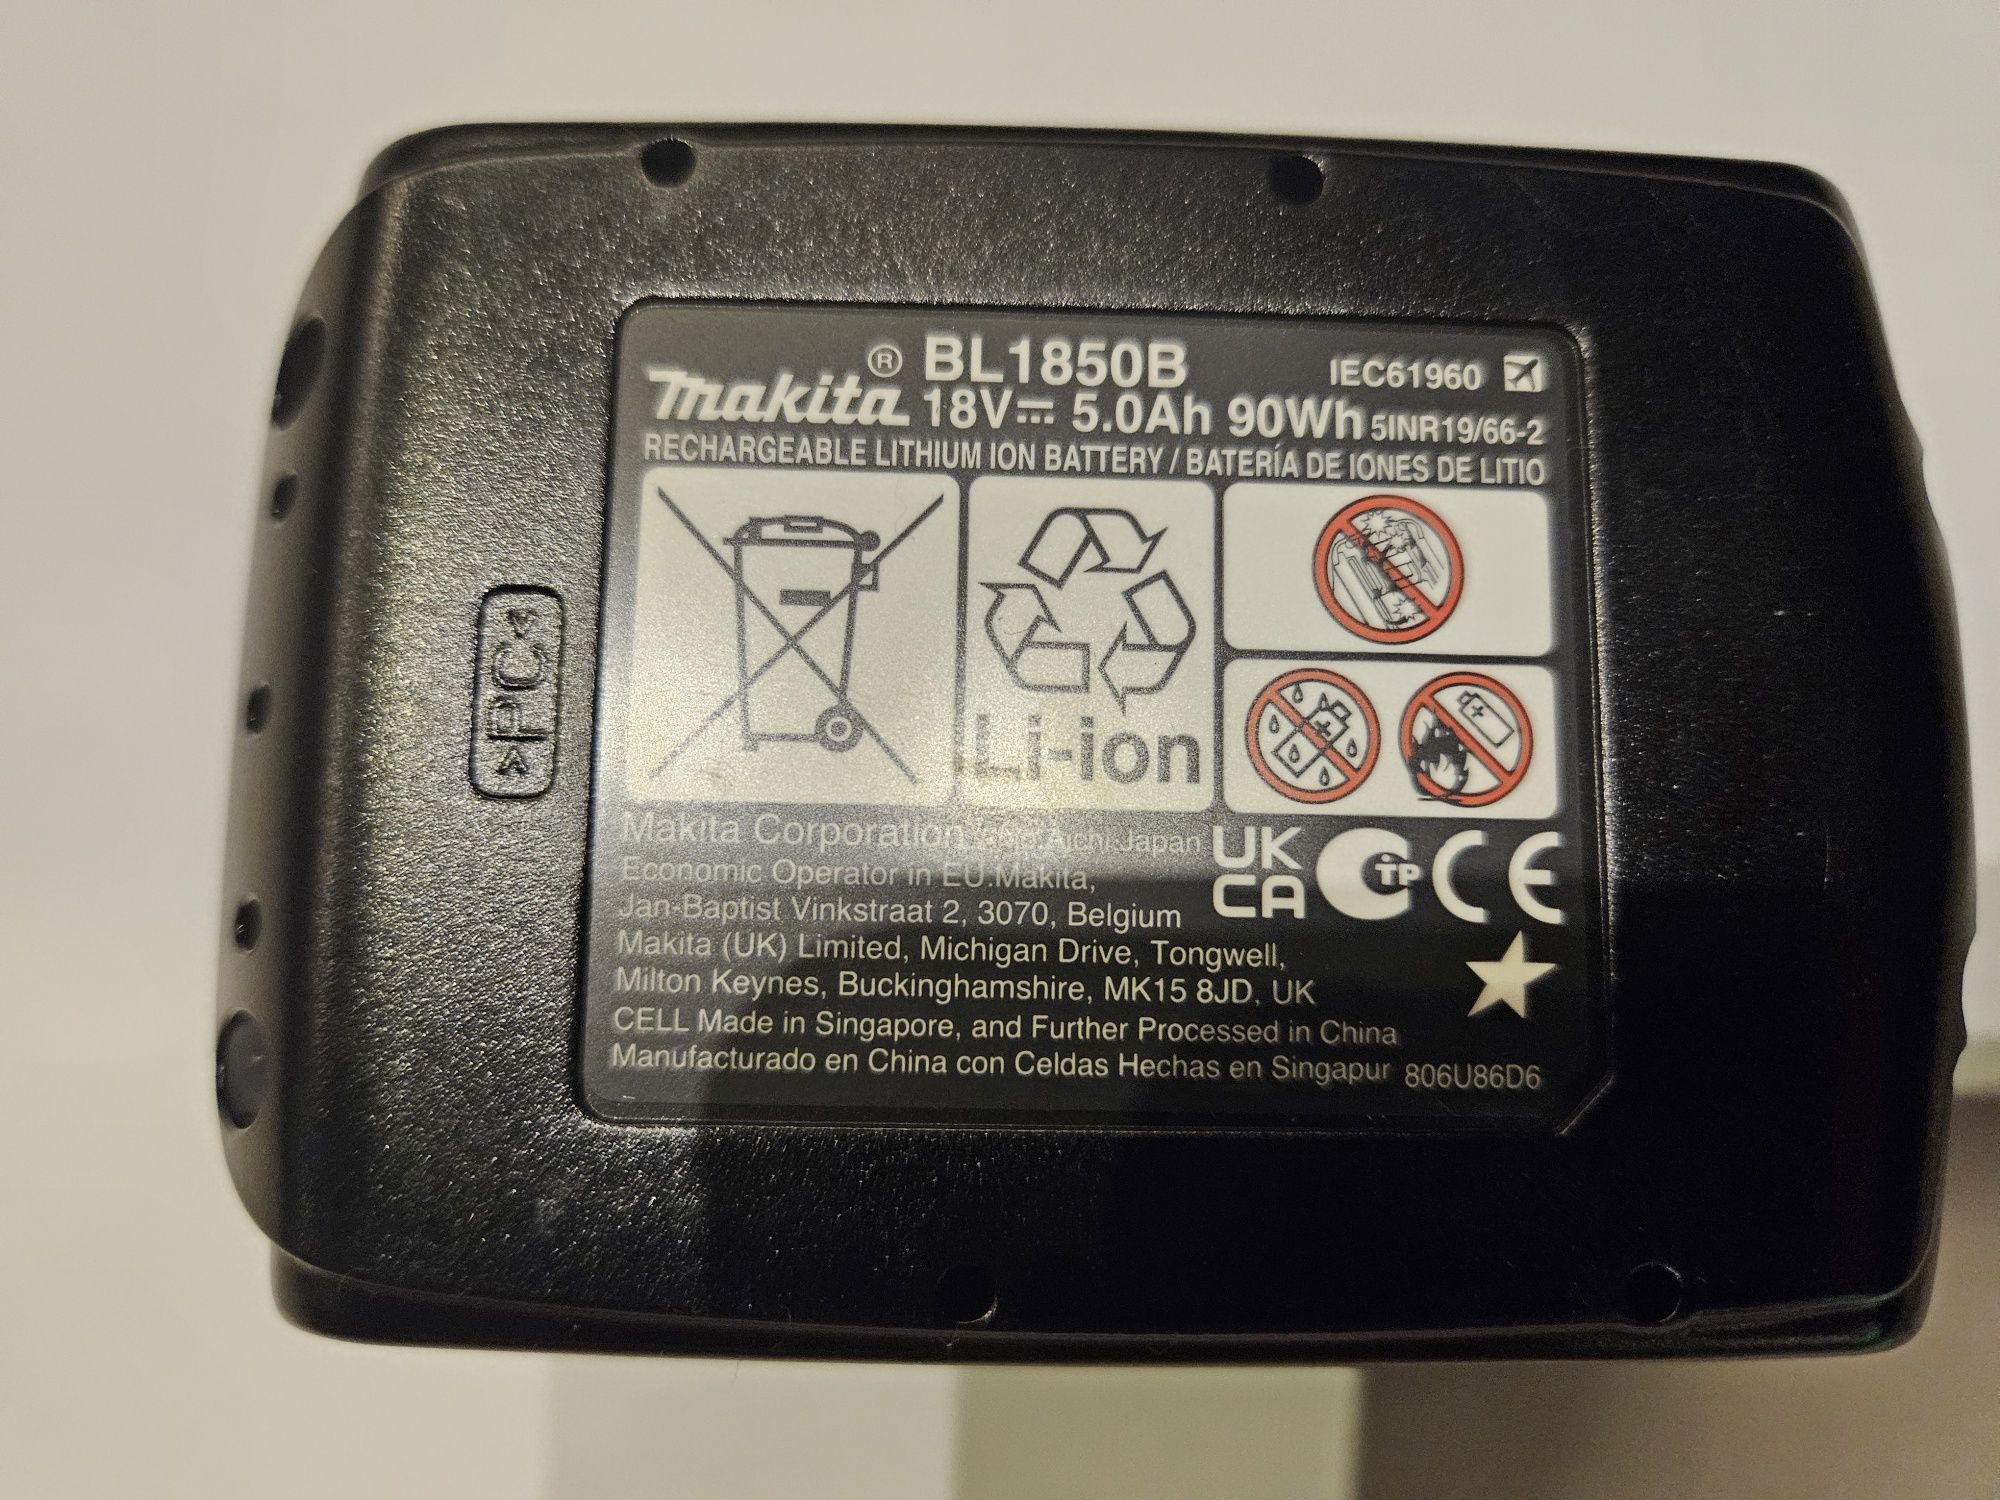 makita® BL1850B
18V⎓ 5.0Ah 90Wh 5INR19/66-2
IEC61960
RECHARGEABLE LITHIUM ION BATTERY / BATERÍA DE IONES DE LITIO
>PC<
Li-ion
Makita Corporation Aichi Japan
Economic Operator in EU:Makita,
Jan-Baptist Vinkstraat 2, 3070, Belgium
Makita (UK) Limited, Michigan Drive, Tongwell,
Milton Keynes, Buckinghamshire, MK15 8JD, UK
CELL Made in Singapore, and Further Processed in China
Manufacturado en China con Celdas Hechas en Singapur 806U86D6
UK
CA
CTP
CE